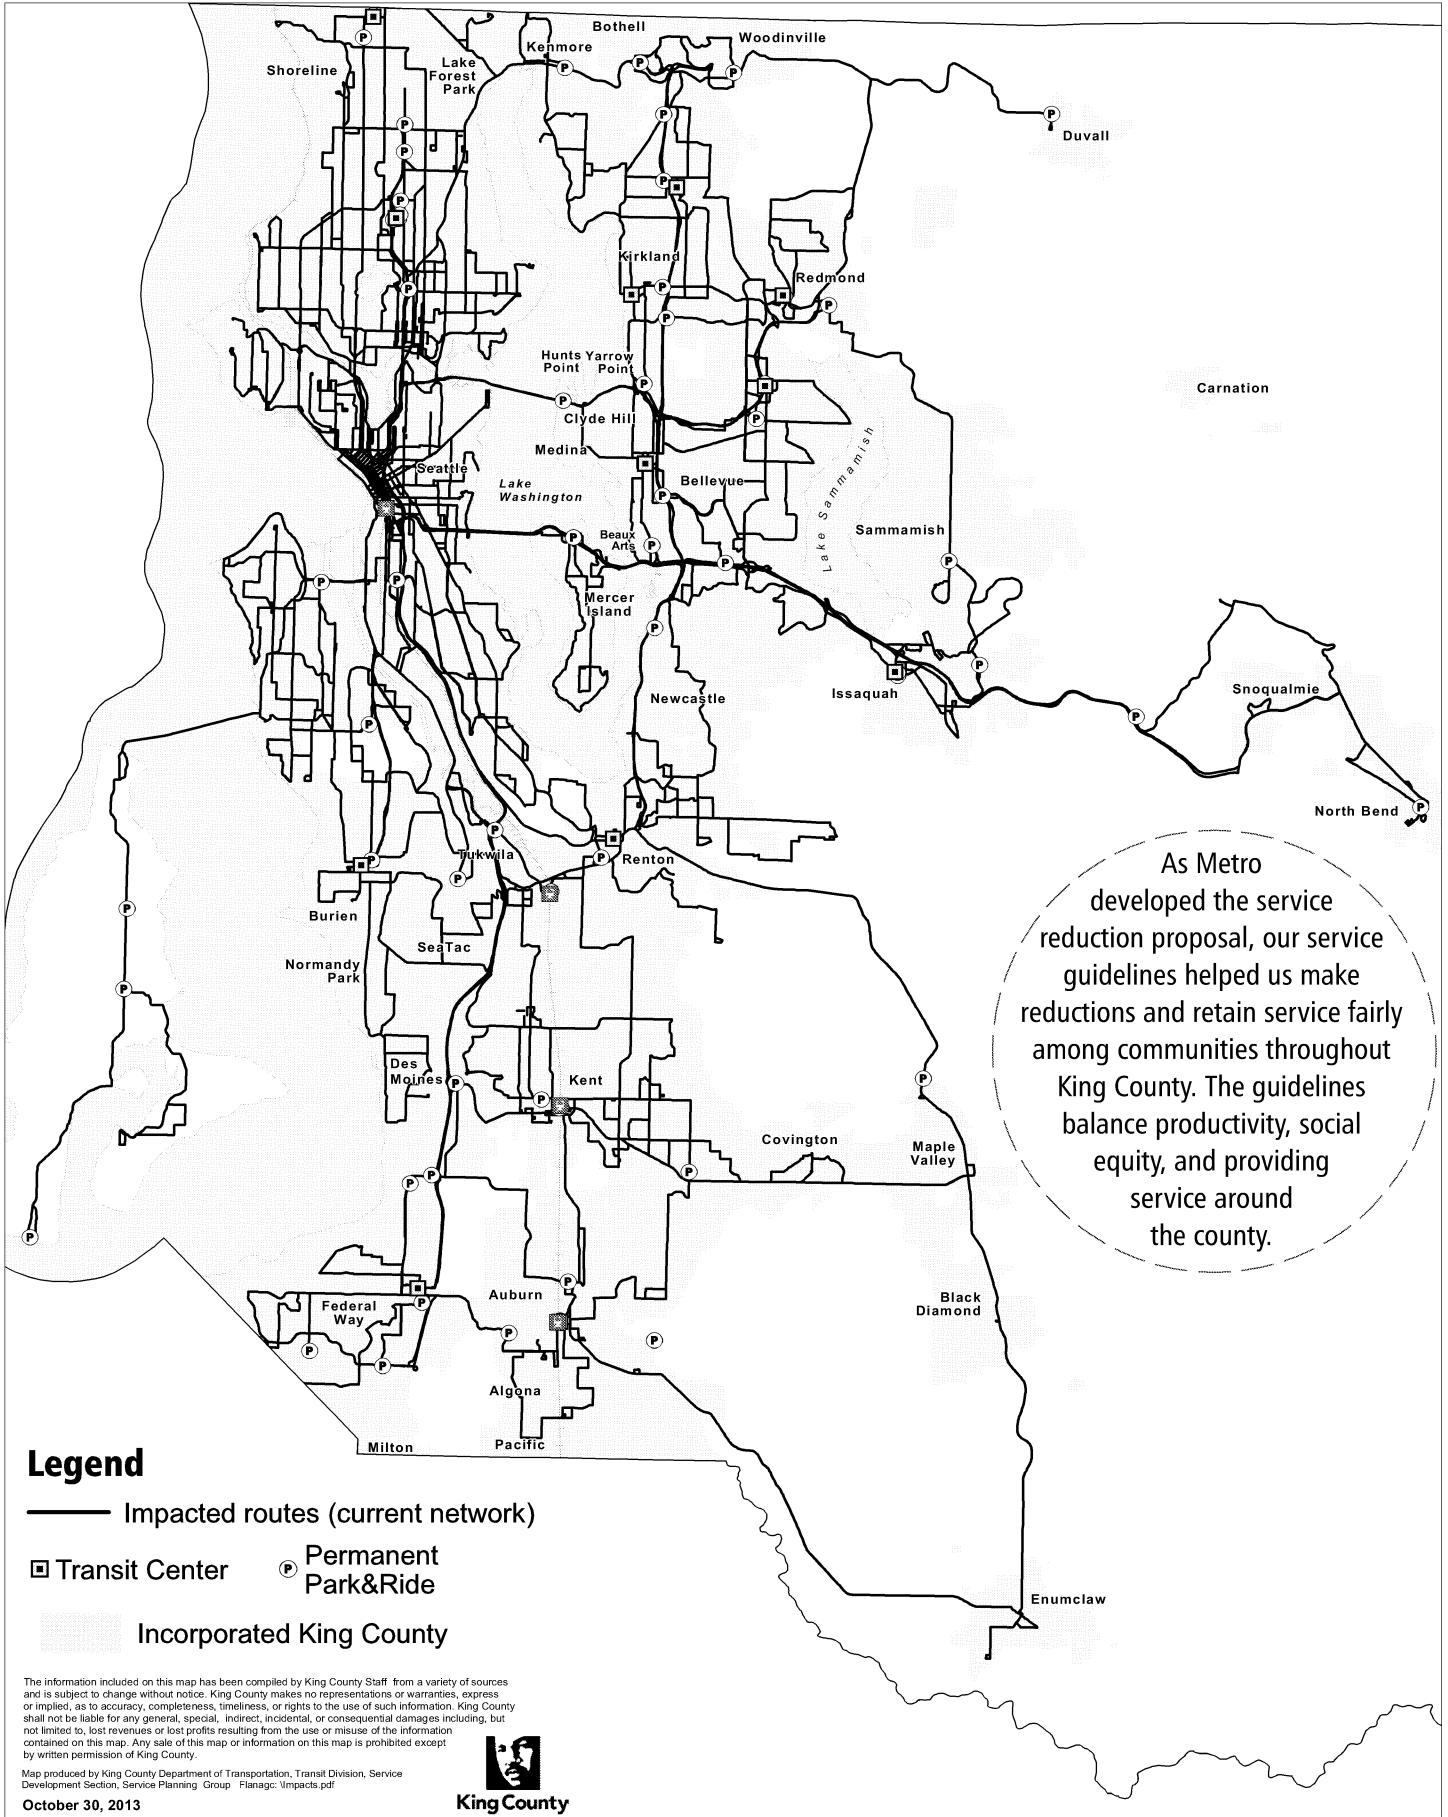 Bothell
Woodinville
Kenmore
Shoreline
Lake
Forest
Park
Duvall
Kirkland
Redmond
Hunts
Point
Yarrow
Point
Carnation
Clyde Hill
Medina
Seattle
Lake
Washington
Bellevue
Lake Sammamish
Sammamish
Beaux
Arts
Mercer
Island
Newcastle
Issaquah
Snoqualmie
North Bend
Tukwila
Renton
Burien
SeaTac
Normandy
Park
Des
Moines
Kent
Covington
Maple
Valley
Black
Diamond
Auburn
Federal
Way
Algona
Pacific
Milton
Enumclaw
As Metro
developed the service
reduction proposal, our service
guidelines helped us make
reductions and retain service fairly
among communities throughout
King County. The guidelines
balance productivity, social
equity, and providing
service around
the county.
Legend
Impacted routes (current network)
Transit Center
P
Permanent
Park&Ride
Incorporated King County
The information included on this map has been compiled by King County Staff from a variety of sources
and is subject to change without notice. King County makes no representations or warranties, express
or implied, as to accuracy, completeness, timeliness, or rights to the use of such information. King County
shall not be liable for any general, special, indirect, incidental, or consequential damages including, but
not limited to, lost revenues or lost profits resulting from the use or misuse of the information
contained on this map. Any sale of this map or information on this map is prohibited except
by written permission of King County.
Map produced by King County Department of Transportation, Transit Division, Service
Development Section, Service Planning Group Flanagc: \Impacts.pdf
October 30, 2013
King County